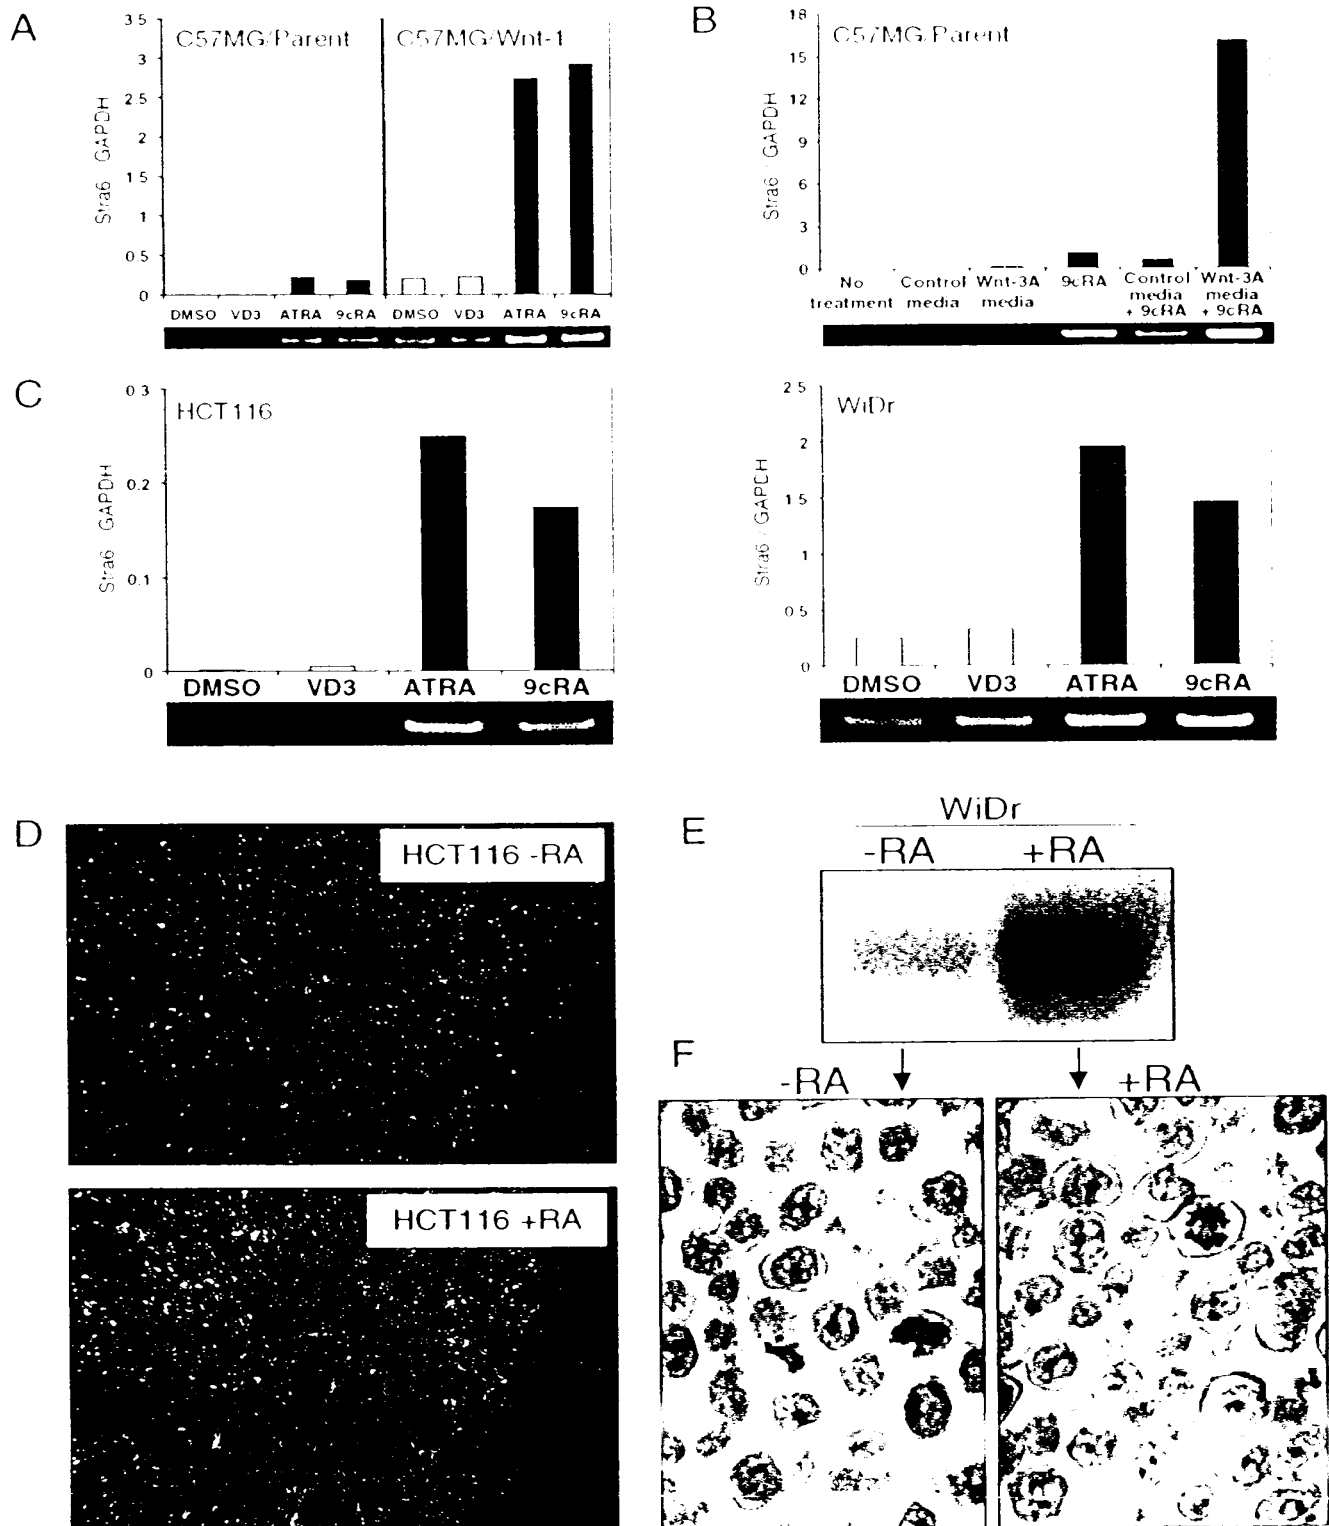 A
C57MG/Parent
C57MG/Wnt-1
Stra6 GAPDH
3 5
3
2 5
2
1 5
1
0 5
0
DMSO VD3 ATRA 9cRA DMSO VD3 ATRA 9cRA
B
C57MG/Parent
Stra6 / GAPDH
18
15
12
9
6
3
0
No treatment
Control media
Wnt-3A media
9cRA
Control media + 9cRA
Wnt-3A media + 9cRA
C
HCT116
Stra6 GAPDH
0 3
0.2
0.1
0
DMSO VD3 ATRA 9cRA
WiDr
Stra6 / GAPDH
2 5
2
1 5
1
0 5
0
DMSO VD3 ATRA 9cRA
D
HCT116 -RA
HCT116 +RA
E
WiDr
-RA +RA
F
-RA +RA